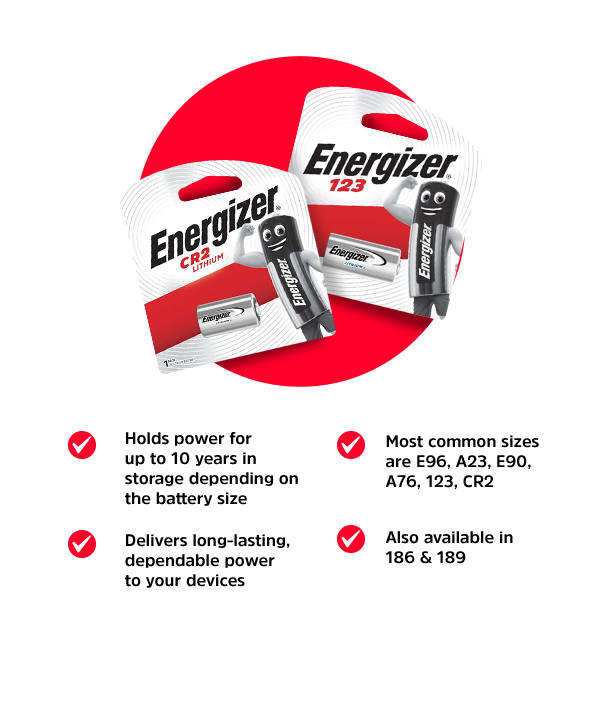 Energizer
123
Energizer
Energizer
CR2
LITHIUM
Energizer
Energizer
Energizer
1
Holds power for
up to 10 years in
storage depending on
the battery size
Delivers long-lasting,
dependable power
to your devices
Most common sizes
are E96, A23, E90,
A76, 123, CR2
Also available in
186 & 189